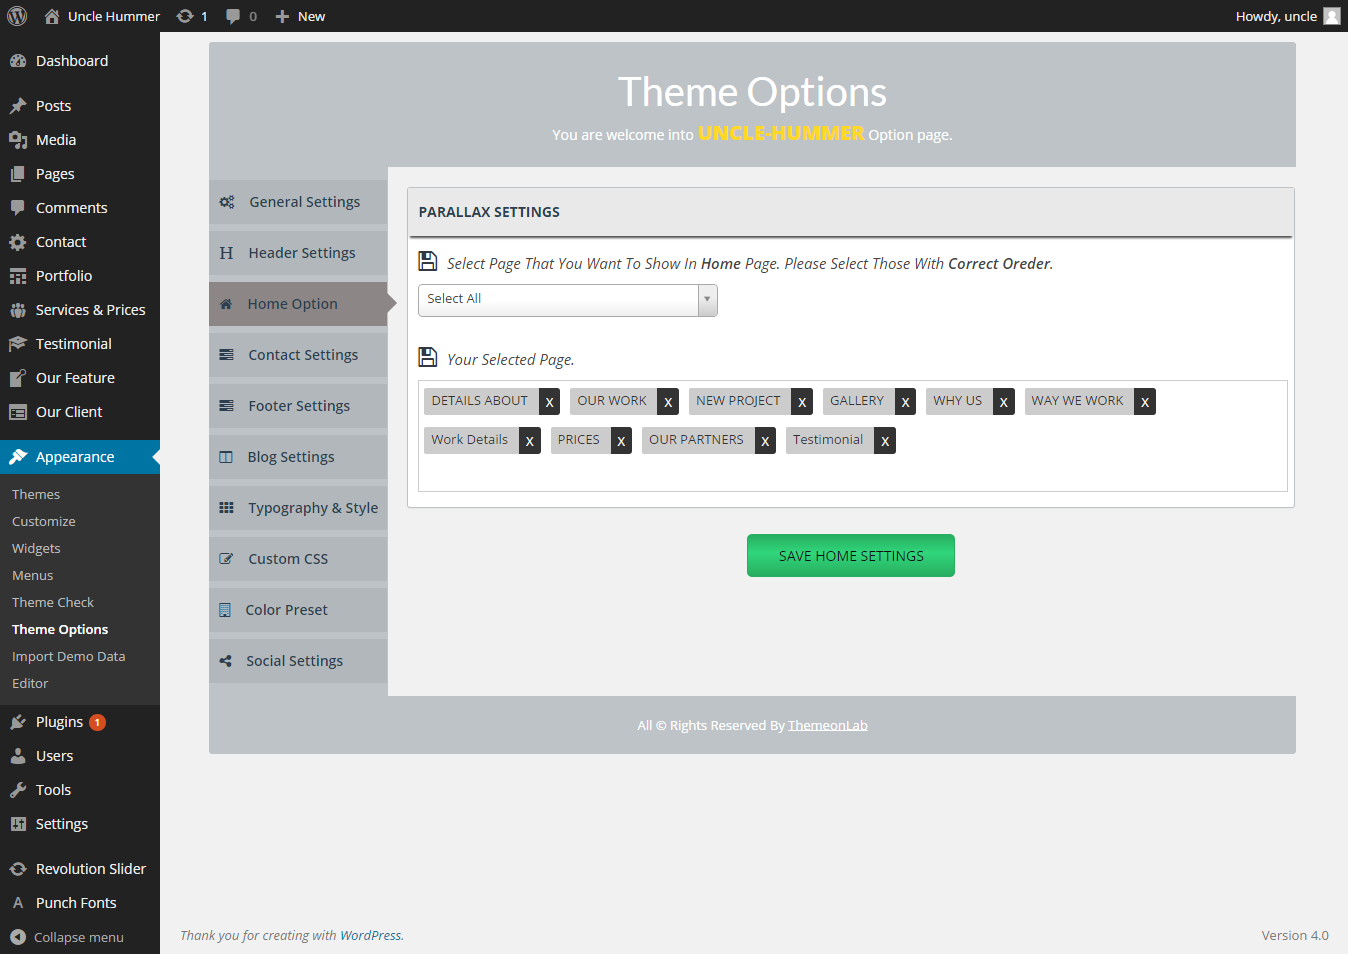 Uncle Hummer 1 0 New Howdy, uncle
Dashboard
Posts
Media
Pages
Comments
Contact
Portfolio
Services & Prices
Testimonial
Our Feature
Our Client
Appearance
Themes
Customize
Widgets
Menus
Theme Check
Theme Options
Import Demo Data
Editor
Plugins 1
Users
Tools
Settings
Revolution Slider
Punch Fonts
Collapse menu
Theme Options
You are welcome into UNCLE-HUMMER Option page.
General Settings
Header Settings
Home Option
Contact Settings
Footer Settings
Blog Settings
Typography & Style
Custom CSS
Color Preset
Social Settings
PARALLAX SETTINGS
Select Page That You Want To Show In Home Page. Please Select Those With Correct Oreder.
Select All
Your Selected Page.
DETAILS ABOUT x OUR WORK x NEW PROJECT x GALLERY x WHY US x WAY WE WORK x
Work Details x PRICES x OUR PARTNERS x Testimonial x
SAVE HOME SETTINGS
All © Rights Reserved By ThemeonLab
Thank you for creating with WordPress.
Version 4.0